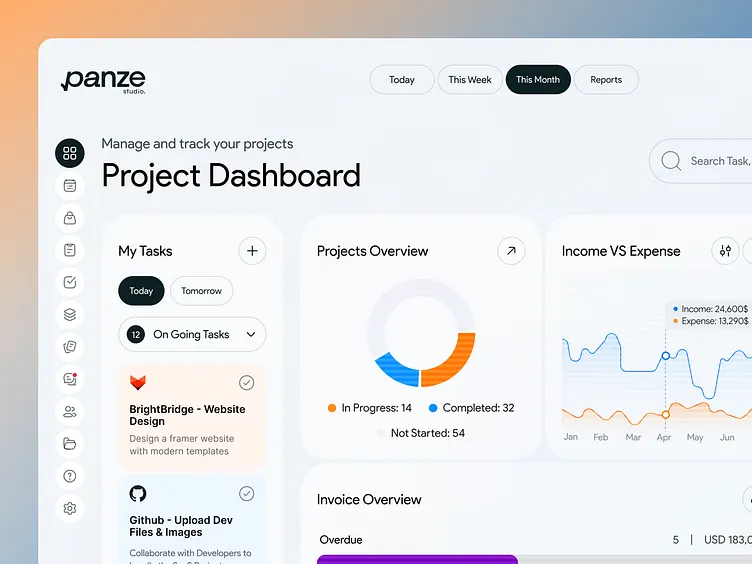 panze
studio.
Today
This Week
This Month
Reports
Manage and track your projects
Project Dashboard
Search Task,
My Tasks
Today
Tomorrow
12 On Going Tasks
BrightBridge - Website
Design
Design a framer website
with modern templates
Github - Upload Dev
Files & Images
Collaborate with Developers to
Projects Overview
In Progress: 14
Completed: 32
Not Started: 54
Income VS Expense
Income: 24,600$
Expense: 13,290$
Jan Feb Mar Apr May Jun
Invoice Overview
Overdue
5 | USD 183,0